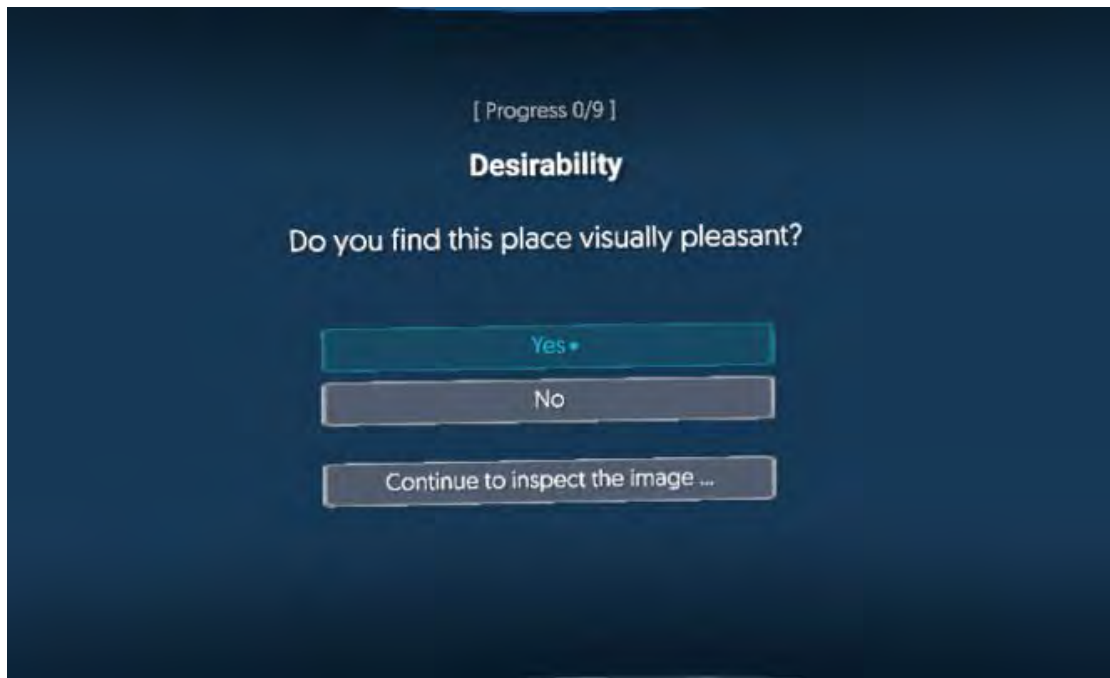 [ Progress 0/9 ]
Desirability
Do you find this place visually pleasant?
Yes
No
Continue to inspect the image ...